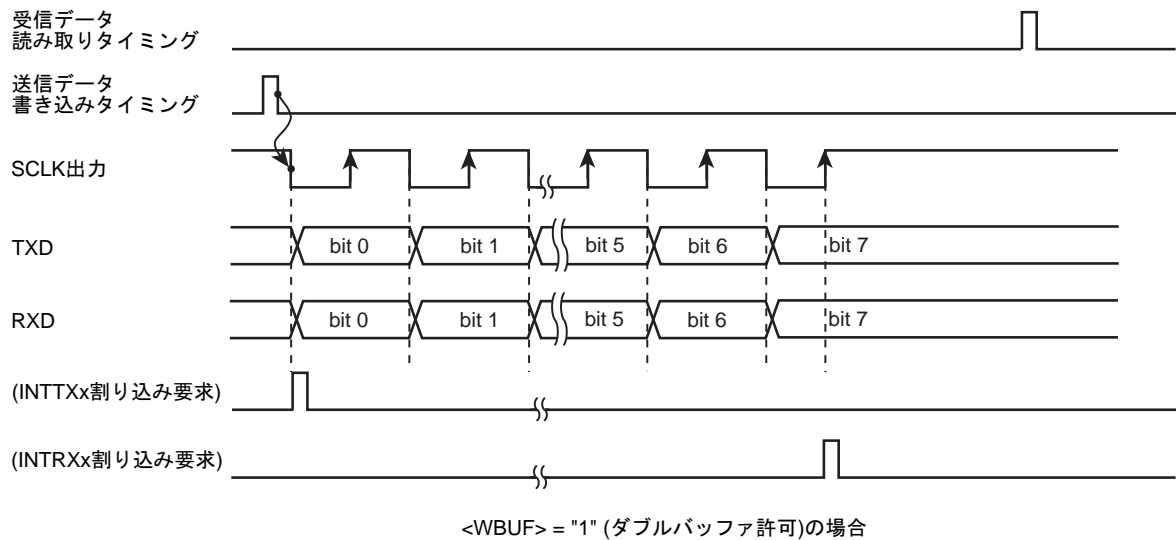 受信データ
読み取りタイミング
送信データ
書き込みタイミング
SCLK出力
TXD
bit 0
bit 1
bit 5
bit 6
bit 7
RXD
bit 0
bit 1
bit 5
bit 6
bit 7
(INTTXx割り込み要求)
(INTRXx割り込み要求)
<WBUF> = "1" (ダブルバッファ許可)の場合